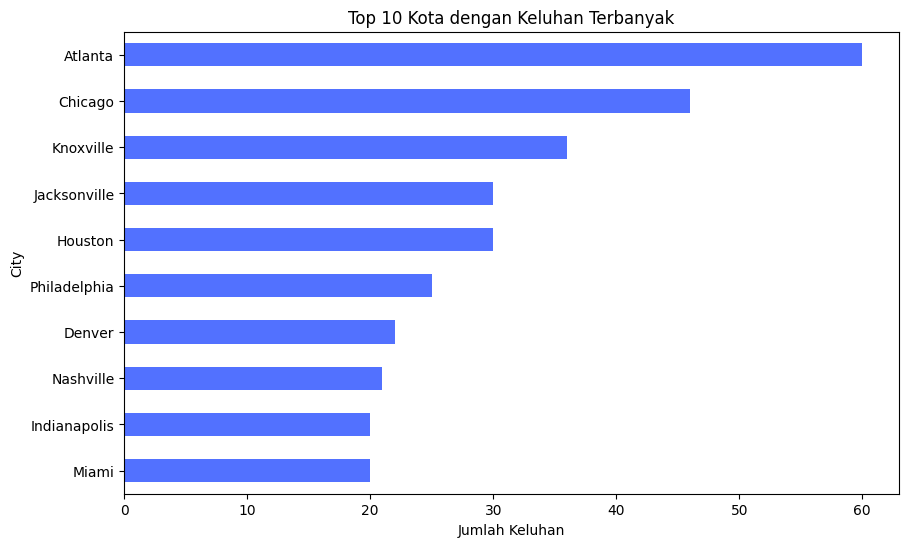 Top 10 Kota dengan Keluhan Terbanyak
City
Atlanta
Chicago
Knoxville
Jacksonville
Houston
Philadelphia
Denver
Nashville
Indianapolis
Miami
0 10 20 30 40 50 60
Jumlah Keluhan